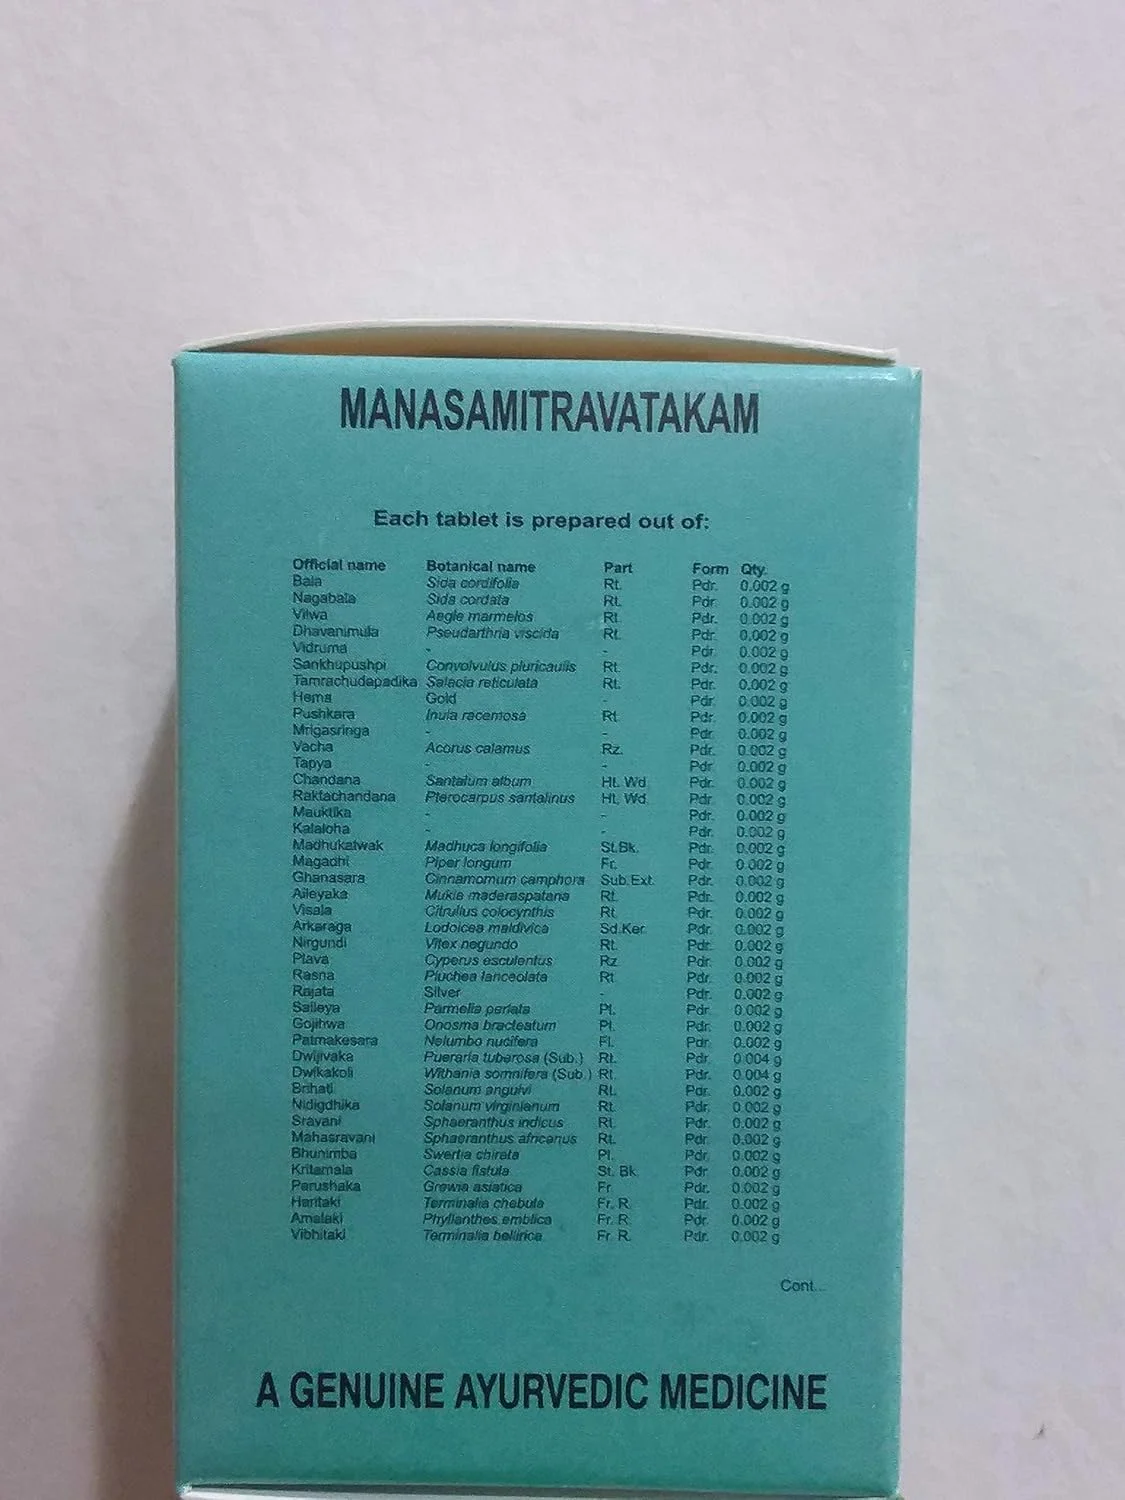 MANASAMITRAVATAKAM
Each tablet is prepared out of:
Official name Botanical name Part Form Qty.
Bala Sida cordifolia Rt. Pdr. 0.002 g
Nagabala Sida cordata Rt. Pdr. 0.002 g
Vilwa Aegle marmelos Rt. Pdr. 0.002 g
Dhavanimula Pseudarthria viscida Rt. Pdr. 0.002 g
Vidruma - - Pdr. 0.002 g
Sankhupushpi Convolvulus pluricaulis Rt. Pdr. 0.002 g
Tamrachudapadika Salacia reticulata Rt. Pdr. 0.002 g
Hema Gold - Pdr. 0.002 g
Pushkara Inula racemosa Rt. Pdr. 0.002 g
Mrigasringa - - Pdr. 0.002 g
Vacha Acorus calamus Rz. Pdr. 0.002 g
Tapya - - Pdr. 0.002 g
Chandana Santalum album Ht. Wd. Pdr. 0.002 g
Raktachandana Pterocarpus santalinus Ht. Wd. Pdr. 0.002 g
Mauktika - - Pdr. 0.002 g
Kalaloha - - Pdr. 0.002 g
Madhukatwak Madhuca longifolia St.Bk. Pdr. 0.002 g
Magadhi Piper longum Fr. Pdr. 0.002 g
Ghanasara Cinnamomum camphora Sub.Ext. Pdr. 0.002 g
Aileyaka Mukia maderaspatana Rt. Pdr. 0.002 g
Visala Citrullus colocynthis Rt. Pdr. 0.002 g
Arkaraga Lodoicea maldivica Sd.Ker. Pdr. 0.002 g
Nirgundi Vitex negundo Rt. Pdr. 0.002 g
Plava Cyperus esculentus Rz. Pdr. 0.002 g
Rasna Pluchea lanceolata Rt. Pdr. 0.002 g
Rajata Silver - Pdr. 0.002 g
Saileya Parmelia perlata Pl. Pdr. 0.002 g
Gojihwa Onosma bracteatum Pl. Pdr. 0.002 g
Patmakesara Nelumbo nucifera Fl. Pdr. 0.002 g
Dwijivaka Pueraria tuberosa (Sub.) Rt. Pdr. 0.004 g
Dwikakoli Withania somnifera (Sub.) Rt. Pdr. 0.004 g
Brihati Solanum anguivi Rt. Pdr. 0.002 g
Nidigdhika Solanum virginianum Rt. Pdr. 0.002 g
Sravani Sphaeranthus indicus Rt. Pdr. 0.002 g
Mahasravani Sphaeranthus africanus Rt. Pdr. 0.002 g
Bhunimba Swertia chirata Pl. Pdr. 0.002 g
Kritamala Cassia fistula St. Bk. Pdr. 0.002 g
Parushaka Grewia asiatica Fr. Pdr. 0.002 g
Haritaki Terminalia chebula Fr. R. Pdr. 0.002 g
Amalaki Phyllanthes emblica Fr. R. Pdr. 0.002 g
Vibhitaki Terminalia bellirica Fr. R. Pdr. 0.002 g
Cont...
A GENUINE AYURVEDIC MEDICINE